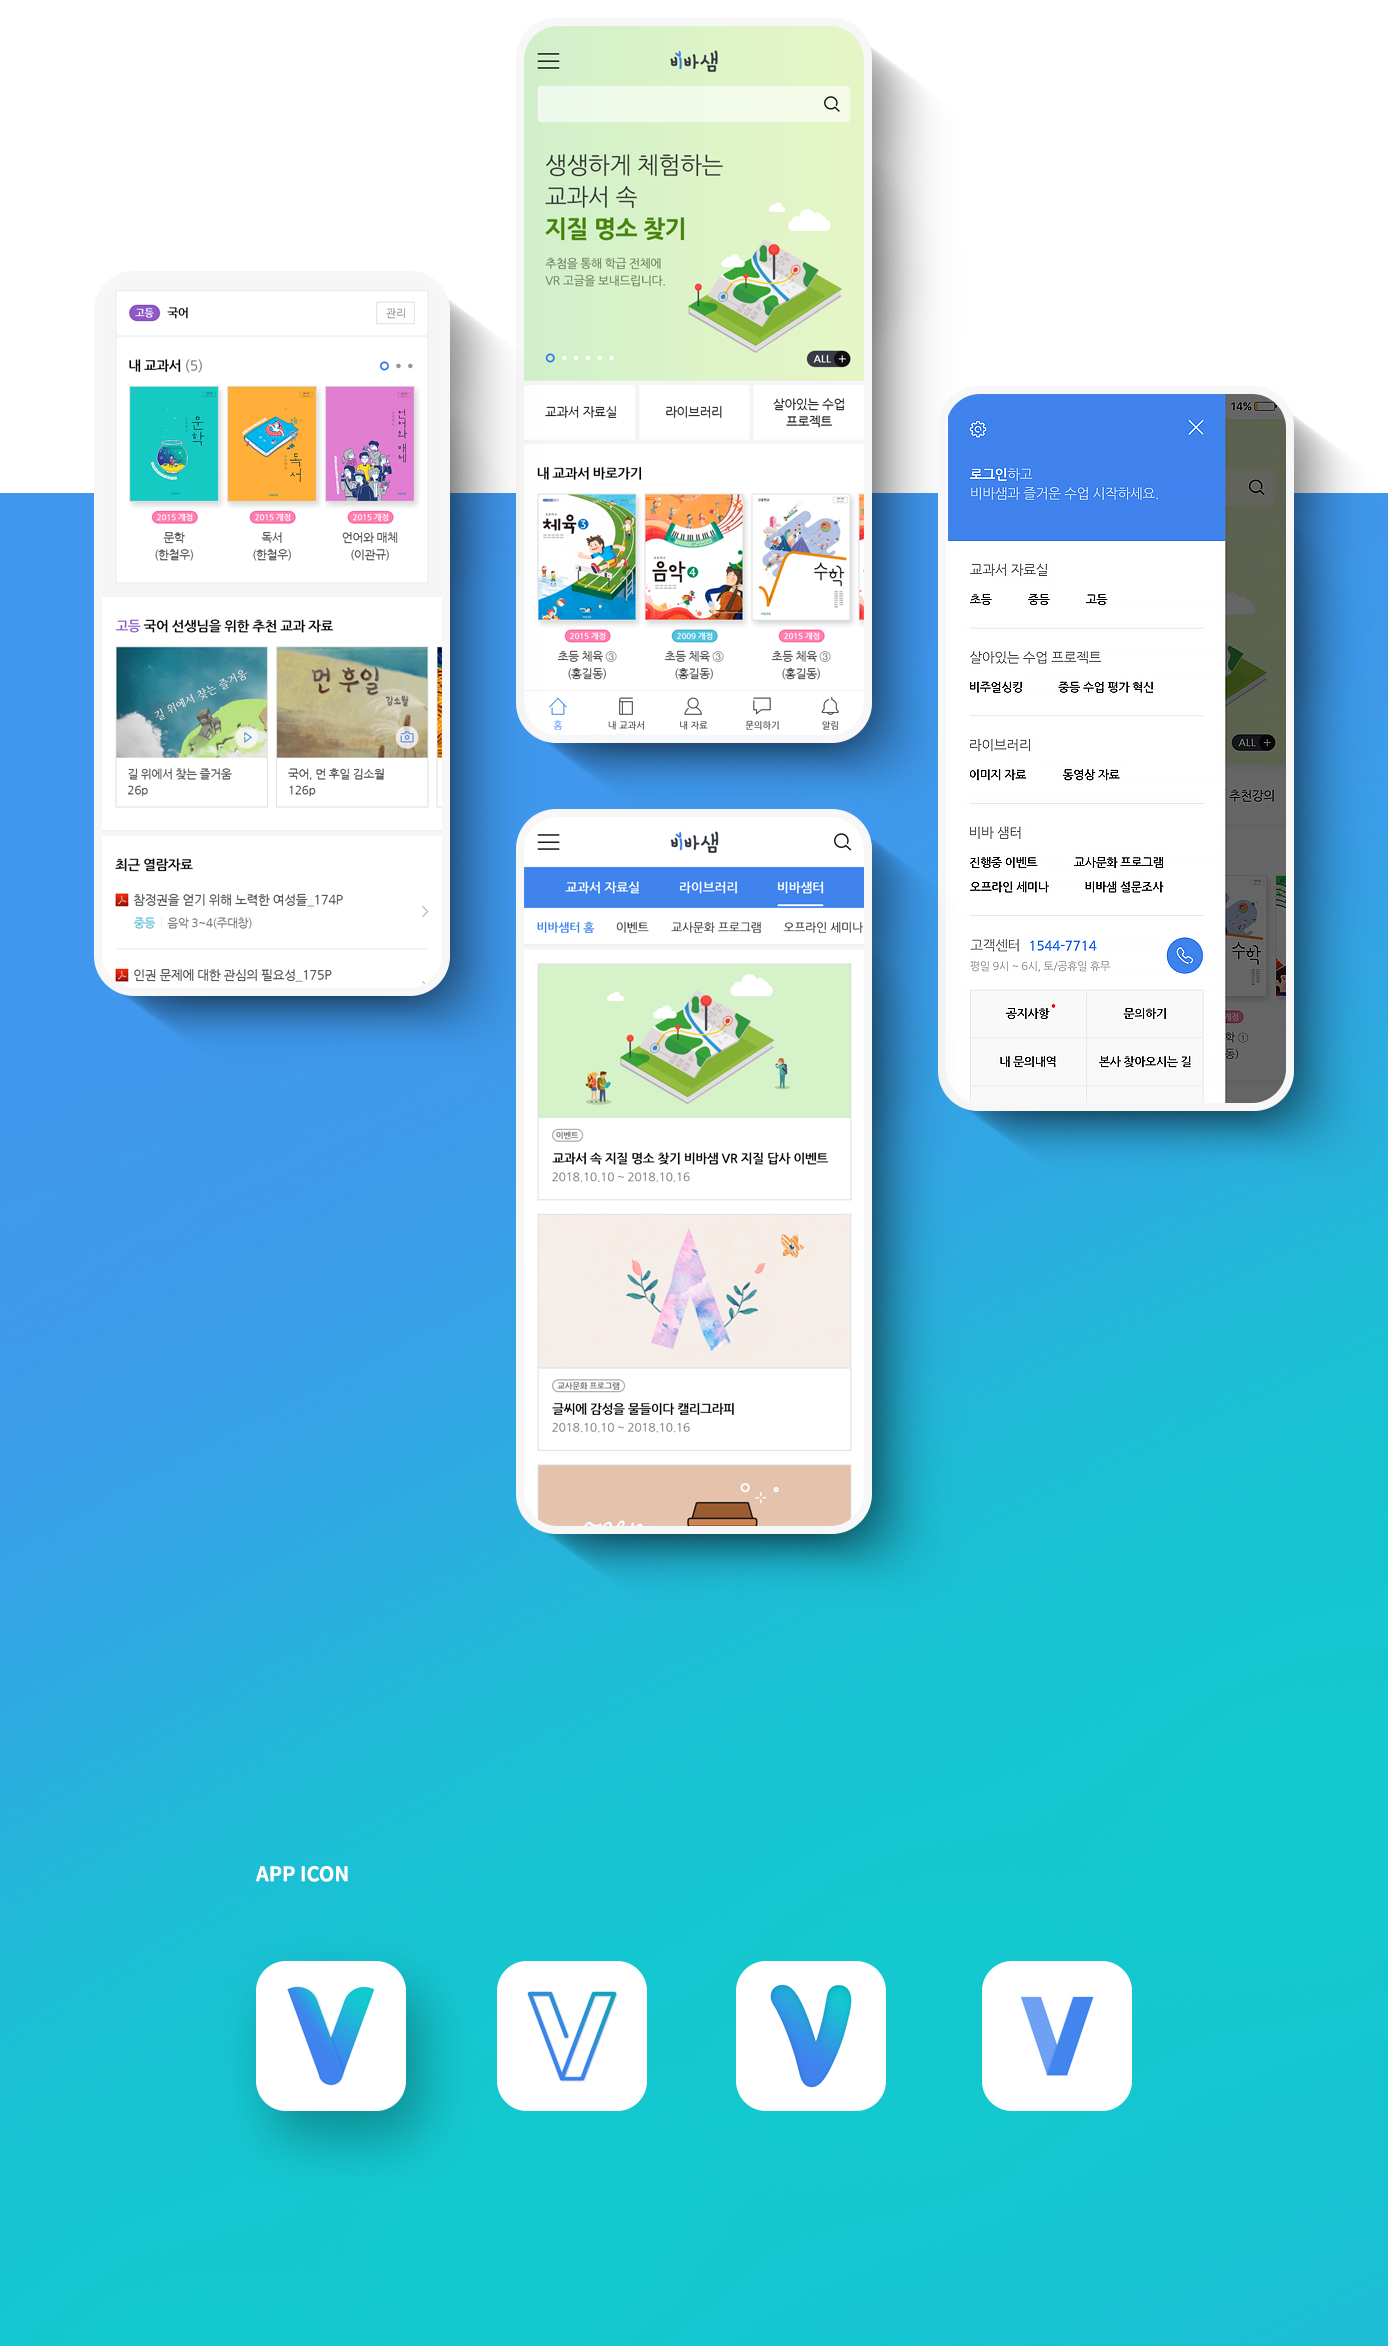 비바샘
생생하게 체험하는
교과서 속
지질 명소 찾기
추첨을 통해 학급 전체에
VR 고글을 보내드립니다.
ALL +
교과서 자료실
라이브러리
살아있는 수업
프로젝트
내 교과서 바로가기
체육 3
음악 4
수학
2015 개정
2009 개정
2015 개정
초등 체육 ③
(홍길동)
초등 체육 ③
(홍길동)
초등 체육 ③
(홍길동)
홈
내 교과서
내 자료
문의하기
알림
고등 국어
관리
내 교과서 (5)
문학
독서
언어와 매체
2015 개정
2015 개정
2015 개정
문학
(한철우)
독서
(한철우)
언어와 매체
(이관규)
고등 국어 선생님을 위한 추천 교과 자료
길 위에서 찾는 즐거움
먼 후일
김소월
길 위에서 찾는 즐거움
26p
국어, 먼 후일 김소월
126p
최근 열람자료
참정권을 얻기 위해 노력한 여성들_174P
중등 음악 3~4(주대창)
인권 문제에 대한 관심의 필요성_175P
14%
로그인하고
비바샘과 즐거운 수업 시작하세요.
교과서 자료실
초등 중등 고등
살아있는 수업 프로젝트
비주얼싱킹 중등 수업 평가 혁신
라이브러리
이미지 자료 동영상 자료
비바 샘터
진행중 이벤트 교사문화 프로그램
오프라인 세미나 비바샘 설문조사
고객센터 1544-7714
평일 9시 ~ 6시, 토/공휴일 휴무
공지사항 문의하기
내 문의내역 본사 찾아오시는 길
ALL +
추천강의
수학
개정
학 ①
동)
비바샘
교과서 자료실 라이브러리 비바샘터
비바샘터 홈 이벤트 교사문화 프로그램 오프라인 세미나
이벤트
교과서 속 지질 명소 찾기 비바샘 VR 지질 답사 이벤트
2018.10.10 ~ 2018.10.16
교사문화 프로그램
글씨에 감성을 물들이다 캘리그라피
2018.10.10 ~ 2018.10.16
APP ICON